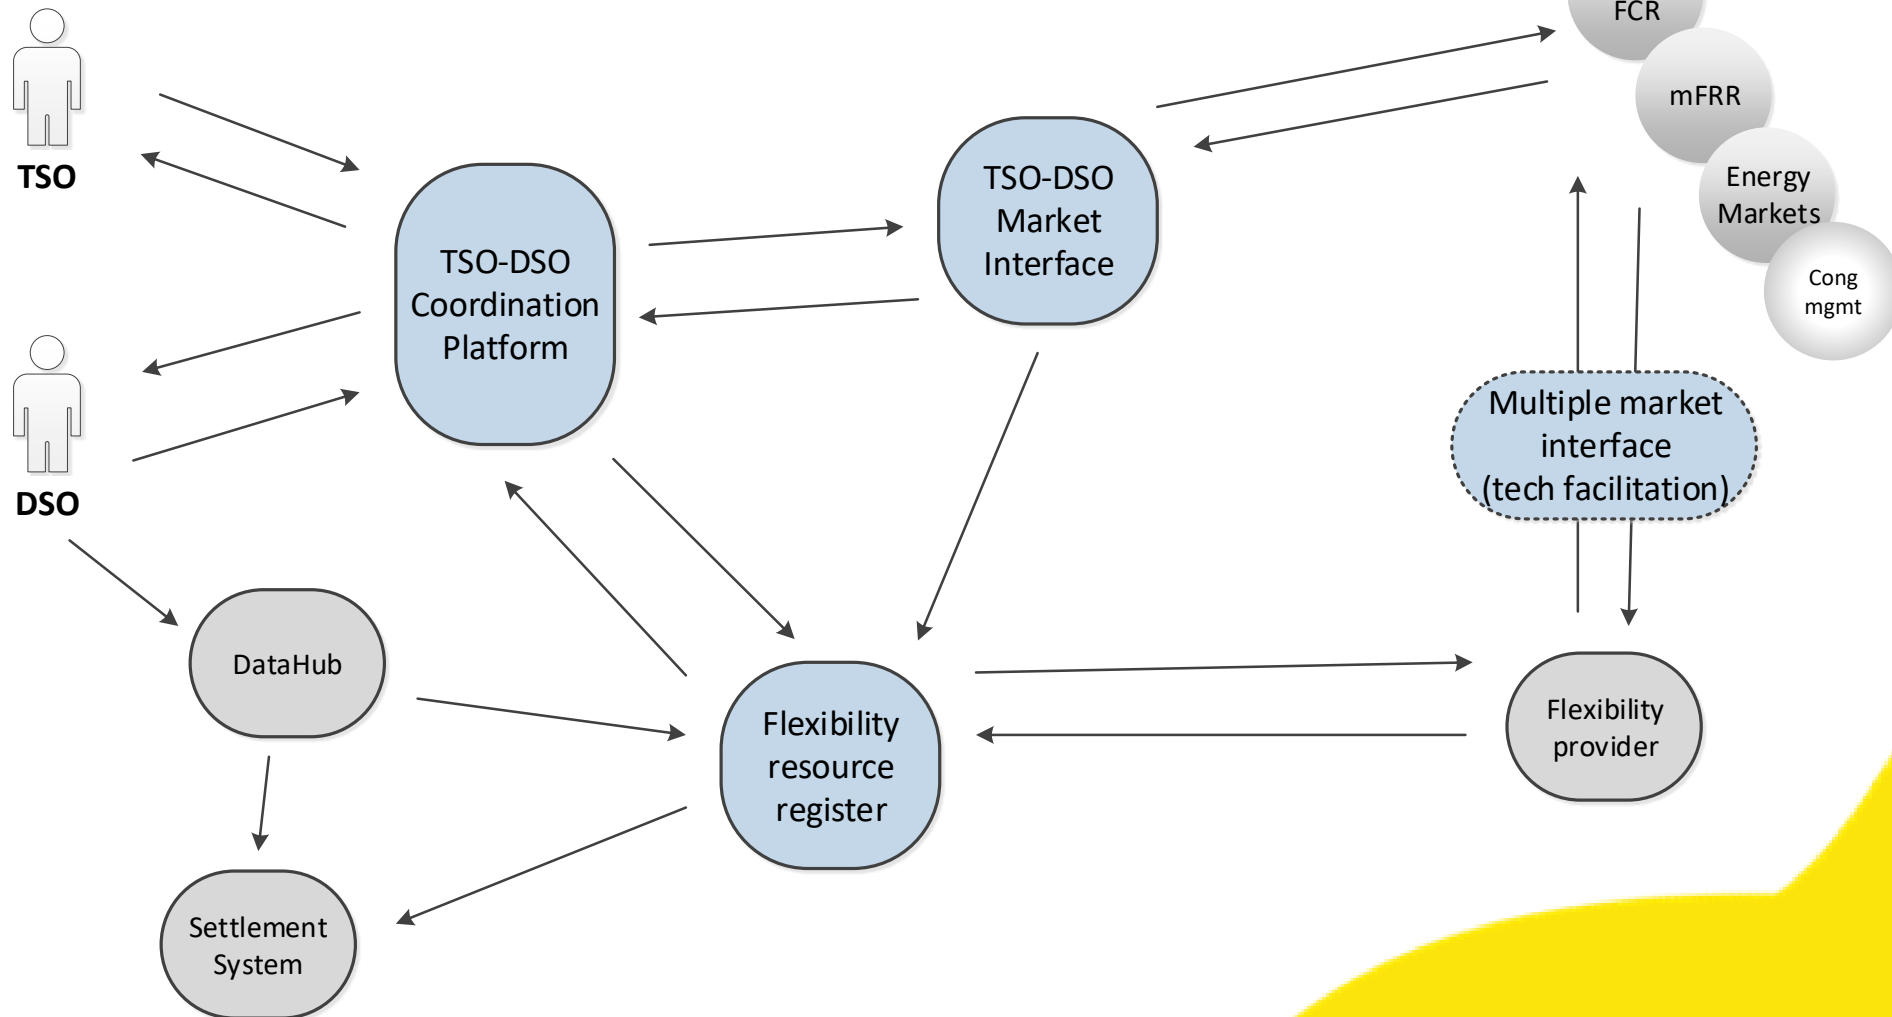 FCR
mFRR
Energy
Markets
Cong
mgmt
TSO
TSO-DSO
Coordination
Platform
TSO-DSO
Market
Interface
DSO
Multiple market
interface
(tech facilitation)
DataHub
Flexibility
resource
register
Flexibility
provider
Settlement
System